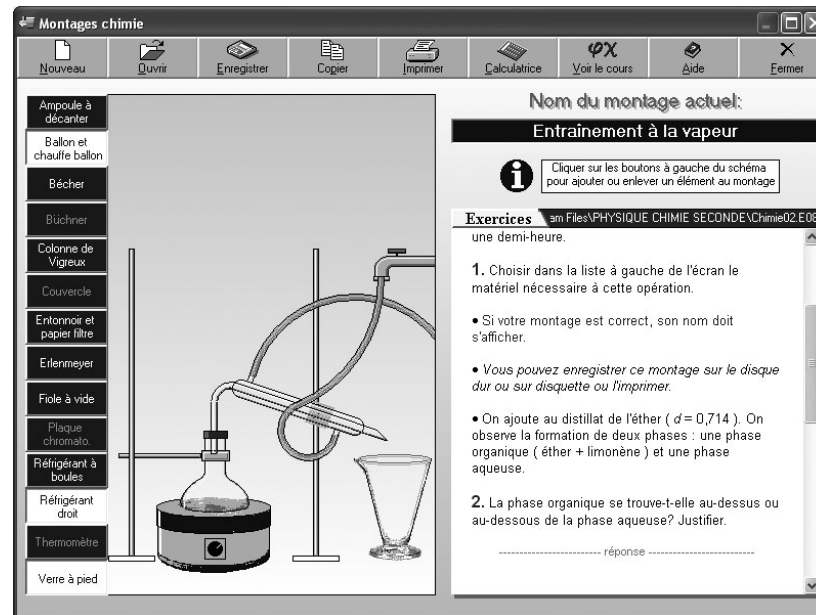 Montages chimie
Nouveau
Ouvrir
Enregistrer
Copier
Imprimer
Calculatrice
φχ
Voir le cours
Aide
Fermer
Ampoule à
décanter
Ballon et
chauffe ballon
Bécher
Büchner
Colonne de
Vigreux
Couvercle
Entonnoir et
papier filtre
Erlenmeyer
Fiole à vide
Plaque
chromato.
Réfrigérant à
boules
Réfrigérant
droit
Thermomètre
Verre à pied
Nom du montage actuel:
Entraînement à la vapeur
Cliquer sur les boutons à gauche du schéma
pour ajouter ou enlever un élément au montage
Exercices
am Files\PHYSIQUE CHIMIE SECONDE\Chimie02.E08
une demi-heure.
1. Choisir dans la liste à gauche de l'écran le
matériel nécessaire à cette opération.
• Si votre montage est correct, son nom doit
s'afficher.
• Vous pouvez enregistrer ce montage sur le disque
dur ou sur disquette ou l'imprimer.
• On ajoute au distillat de l'éther ( d = 0,714 ). On
observe la formation de deux phases : une phase
organique ( éther + limonène ) et une phase
aqueuse.
2. La phase organique se trouve-t-elle au-dessus ou
au-dessous de la phase aqueuse? Justifier.
------------------------- réponse -------------------------